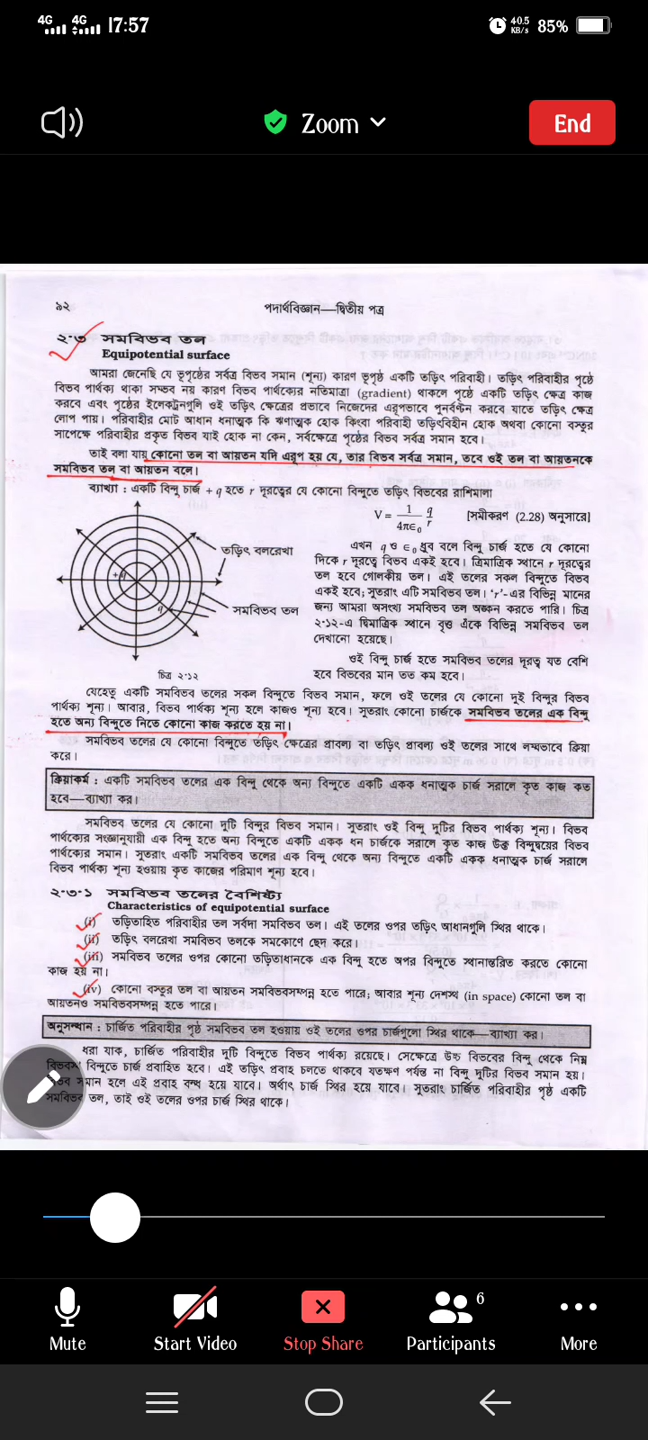 4G 4G 17:57 40.5 KB/s 85%
Zoom
End
৯২ পদার্থবিজ্ঞান—দ্বিতীয় পত্র
২·৩ সমবিভব তল
Equipotential surface
আমরা জেনেছি যে ভূপৃষ্ঠের সর্বত্র বিভব সমান (শূন্য) কারণ ভূপৃষ্ঠ একটি তড়িৎ পরিবাহী। তড়িৎ পরিবাহীর পৃষ্ঠে
বিভব পার্থক্য থাকা সম্ভব নয় কারণ বিভব পার্থক্যের নতিমাত্রা (gradient) থাকলে পৃষ্ঠে একটি তড়িৎ ক্ষেত্র কাজ
করবে এবং পৃষ্ঠের ইলেকট্রনগুলি ওই তড়িৎ ক্ষেত্রের প্রভাবে নিজেদের এরূপভাবে পুনর্বণ্টন করবে যাতে তড়িৎ ক্ষেত্র
লোপ পায়। পরিবাহীর মোট আধান ধনাত্মক কি ঋণাত্মক হোক কিংবা পরিবাহী তড়িৎবিহীন হোক অথবা কোনো বস্তুর
সাপেক্ষে পরিবাহীর প্রকৃত বিভব যাই হোক না কেন, সর্বক্ষেত্রে পৃষ্ঠের বিভব সর্বত্র সমান হবে।
তাই বলা যায় কোনো তল বা আয়তন যদি এরূপ হয় যে, তার বিভব সর্বত্র সমান, তবে ওই তল বা আয়তনকে
সমবিভব তল বা আয়তন বলে।
ব্যাখ্যা : একটি বিন্দু চার্জ + q হতে r দূরত্বের যে কোনো বিন্দুতে তড়িৎ বিভবের রাশিমালা
V = 1/4πϵ₀ q/r [সমীকরণ (2.28) অনুসারে]
তড়িৎ বলরেখা
+q
q
সমবিভব তল
চিত্র ২·১২
এখন q ও ϵ₀ ধ্রুব বলে বিন্দু চার্জ হতে যে কোনো
দিকে r দূরত্বে বিভব একই হবে। ত্রিমাত্রিক স্থানে r দূরত্বের
তল হবে গোলকীয় তল। এই তলের সকল বিন্দুতে বিভব
একই হবে; সুতরাং এটি সমবিভব তল। 'r'-এর বিভিন্ন মানের
জন্য আমরা অসংখ্য সমবিভব তল অঙ্কন করতে পারি। চিত্র
২·১২-এ দ্বিমাত্রিক স্থানে বৃত্ত এঁকে বিভিন্ন সমবিভব তল
দেখানো হয়েছে।
ওই বিন্দু চার্জ হতে সমবিভব তলের দূরত্ব যত বেশি
হবে বিভবের মান তত কম হবে।
যেহেতু একটি সমবিভব তলের সকল বিন্দুতে বিভব সমান, ফলে ওই তলের যে কোনো দুই বিন্দুর বিভব
পার্থক্য শূন্য। আবার, বিভব পার্থক্য শূন্য হলে কাজও শূন্য হবে। সুতরাং কোনো চার্জকে সমবিভব তলের এক বিন্দু
হতে অন্য বিন্দুতে নিতে কোনো কাজ করতে হয় না।
সমবিভব তলের যে কোনো বিন্দুতে তড়িৎ ক্ষেত্রের প্রাবল্য বা তড়িৎ প্রাবল্য ওই তলের সাথে লম্বভাবে ক্রিয়া
করে।
ক্রিয়াকর্ম : একটি সমবিভব তলের এক বিন্দু থেকে অন্য বিন্দুতে একটি একক ধনাত্মক চার্জ সরালে কৃত কাজ কত
হবে—ব্যাখ্যা কর।
সমবিভব তলের যে কোনো দুটি বিন্দুর বিভব সমান। সুতরাং ওই বিন্দু দুটির বিভব পার্থক্য শূন্য। বিভব
পার্থক্যের সংজ্ঞানুযায়ী এক বিন্দু হতে অন্য বিন্দুতে একটি একক ধন চার্জকে সরালে কৃত কাজ উক্ত বিন্দুদ্বয়ের বিভব
পার্থক্যের সমান। সুতরাং একটি সমবিভব তলের এক বিন্দু থেকে অন্য বিন্দুতে একটি একক ধনাত্মক চার্জ সরালে
বিভব পার্থক্য শূন্য হওয়ায় কৃত কাজের পরিমাণ শূন্য হবে।
২·৩·১ সমবিভব তলের বৈশিষ্ট্য
Characteristics of equipotential surface
(i) তড়িতাহিত পরিবাহীর তল সর্বদা সমবিভব তল। এই তলের ওপর তড়িৎ আধানগুলি স্থির থাকে।
(ii) তড়িৎ বলরেখা সমবিভব তলকে সমকোণে ছেদ করে।
(iii) সমবিভব তলের ওপর কোনো তড়িতাধানকে এক বিন্দু হতে অপর বিন্দুতে স্থানান্তরিত করতে কোনো
কাজ হয় না।
(iv) কোনো বস্তুর তল বা আয়তন সমবিভবসম্পন্ন হতে পারে; আবার শূন্য দেশস্থ (in space) কোনো তল বা
আয়তনও সমবিভবসম্পন্ন হতে পারে।
অনুসন্ধান : চার্জিত পরিবাহীর পৃষ্ঠ সমবিভব তল হওয়ায় ওই তলের ওপর চার্জগুলো স্থির থাকে—ব্যাখ্যা কর।
ধরা যাক, চার্জিত পরিবাহীর দুটি বিন্দুতে বিভব পার্থক্য রয়েছে। সেক্ষেত্রে উচ্চ বিভবের বিন্দু থেকে নিম্ন
বিন্দুতে চার্জ প্রবাহিত হবে। এই তড়িৎ প্রবাহ চলতে থাকবে যতক্ষণ পর্যন্ত না বিন্দু দুটির বিভব সমান হয়।
সমান হলে এই প্রবাহ বন্ধ হয়ে যাবে। অর্থাৎ চার্জ স্থির হয়ে যাবে। সুতরাং চার্জিত পরিবাহীর পৃষ্ঠ একটি
সমবিভব তল, তাই ওই তলের ওপর চার্জ স্থির থাকে।
Mute
Start Video
Stop Share
Participants 6
More